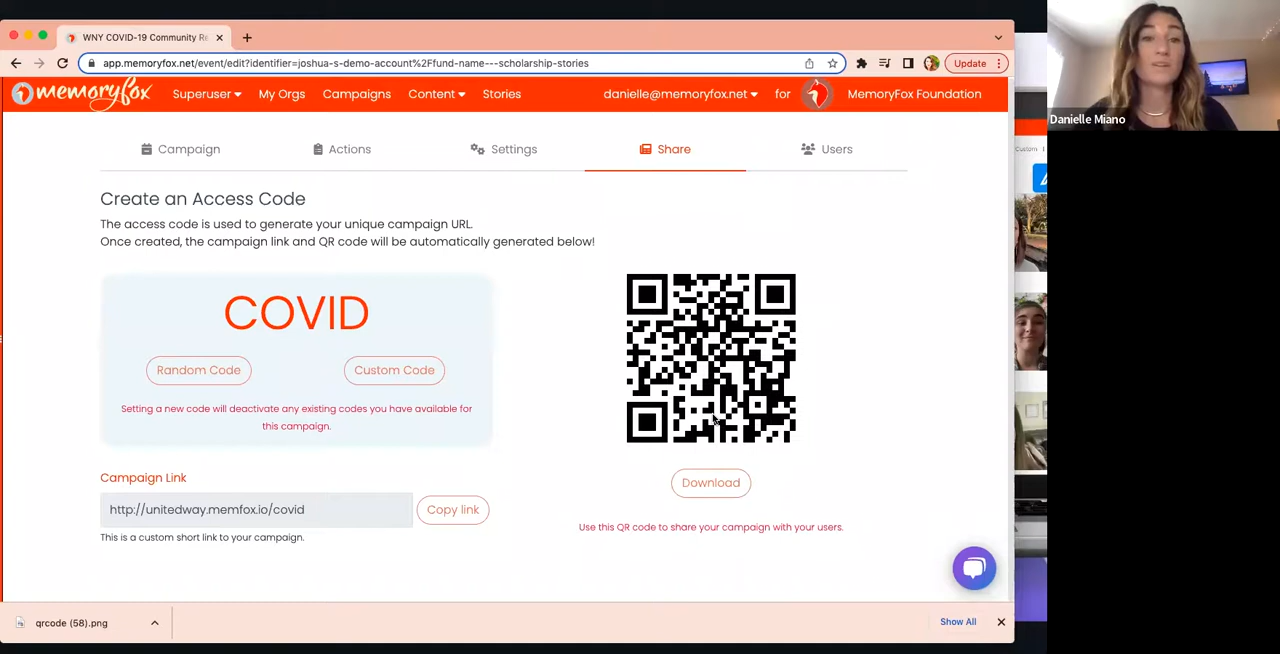 WNY COVID-19 Community Re
app.memoryfox.net/event/edit?identifier=joshua-s-demo-account%2Ffund-name---scholarship-stories
Update
memoryfox
Superuser My Orgs Campaigns Content Stories danielle@memoryfox.net for MemoryFox Foundation
Danielle Miano
Campaign Actions Settings Share Users
Custom
Create an Access Code
The access code is used to generate your unique campaign URL.
Once created, the campaign link and QR code will be automatically generated below!
COVID
Random Code Custom Code
Setting a new code will deactivate any existing codes you have available for
this campaign.
Campaign Link
http://unitedway.memfox.io/covid Copy link
This is a custom short link to your campaign.
Download
Use this QR code to share your campaign with your users.
qrcode (58).png
Show All